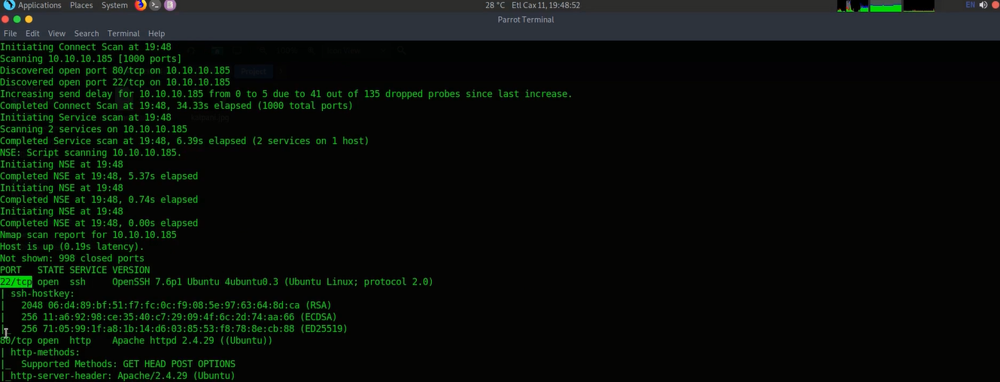 Applications Places System 28 °C Etl Cax 11, 19:48:52 EN
Parrot Terminal
File Edit View Search Terminal Help
Initiating Connect Scan at 19:48
Scanning 10.10.10.185 [1000 ports]
Discovered open port 80/tcp on 10.10.10.185
Discovered open port 22/tcp on 10.10.10.185
Increasing send delay for 10.10.10.185 from 0 to 5 due to 41 out of 135 dropped probes since last increase.
Completed Connect Scan at 19:48, 34.33s elapsed (1000 total ports)
Initiating Service scan at 19:48
Scanning 2 services on 10.10.10.185
Completed Service scan at 19:48, 6.39s elapsed (2 services on 1 host)
NSE: Script scanning 10.10.10.185.
Initiating NSE at 19:48
Completed NSE at 19:48, 5.37s elapsed
Initiating NSE at 19:48
Completed NSE at 19:48, 0.74s elapsed
Initiating NSE at 19:48
Completed NSE at 19:48, 0.00s elapsed
Nmap scan report for 10.10.10.185
Host is up (0.19s latency).
Not shown: 998 closed ports
PORT   STATE SERVICE VERSION
22/tcp open  ssh     OpenSSH 7.6p1 Ubuntu 4ubuntu0.3 (Ubuntu Linux; protocol 2.0)
| ssh-hostkey:
|   2048 06:d4:89:bf:51:f7:fc:0c:f9:08:5e:97:63:64:8d:ca (RSA)
|   256 11:a6:92:98:ce:35:40:c7:29:09:4f:6c:2d:74:aa:66 (ECDSA)
|_  256 71:05:99:1f:a8:1b:14:d6:03:85:53:f8:78:8e:cb:88 (ED25519)
80/tcp open  http    Apache httpd 2.4.29 ((Ubuntu))
| http-methods:
|_  Supported Methods: GET HEAD POST OPTIONS
|_http-server-header: Apache/2.4.29 (Ubuntu)